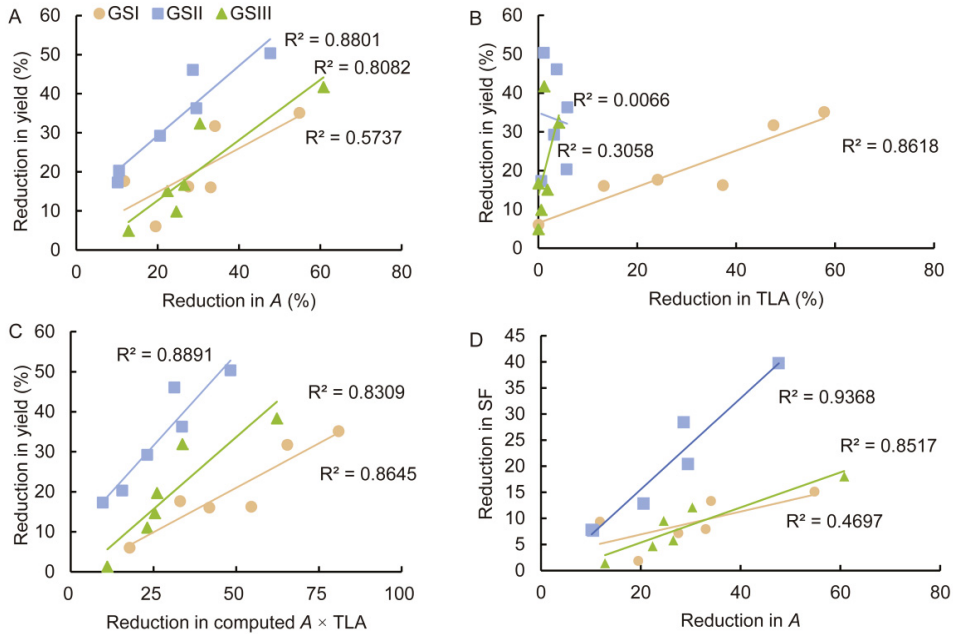 A
GSI GSII GSIII
Reduction in yield (%)
60
50
40
30
20
10
0
R² = 0.8801
R² = 0.8082
R² = 0.5737
0 20 40 60 80
Reduction in A (%)
B
Reduction in yield (%)
60
50
40
30
20
10
0
R² = 0.0066
R² = 0.3058
R² = 0.8618
0 20 40 60 80
Reduction in TLA (%)
C
Reduction in yield (%)
60
50
40
30
20
10
0
R² = 0.8891
R² = 0.8309
R² = 0.8645
0 25 50 75 100
Reduction in computed A × TLA
D
Reduction in SF
45
40
35
30
25
20
15
10
5
0
R² = 0.9368
R² = 0.8517
R² = 0.4697
0 20 40 60 80
Reduction in A